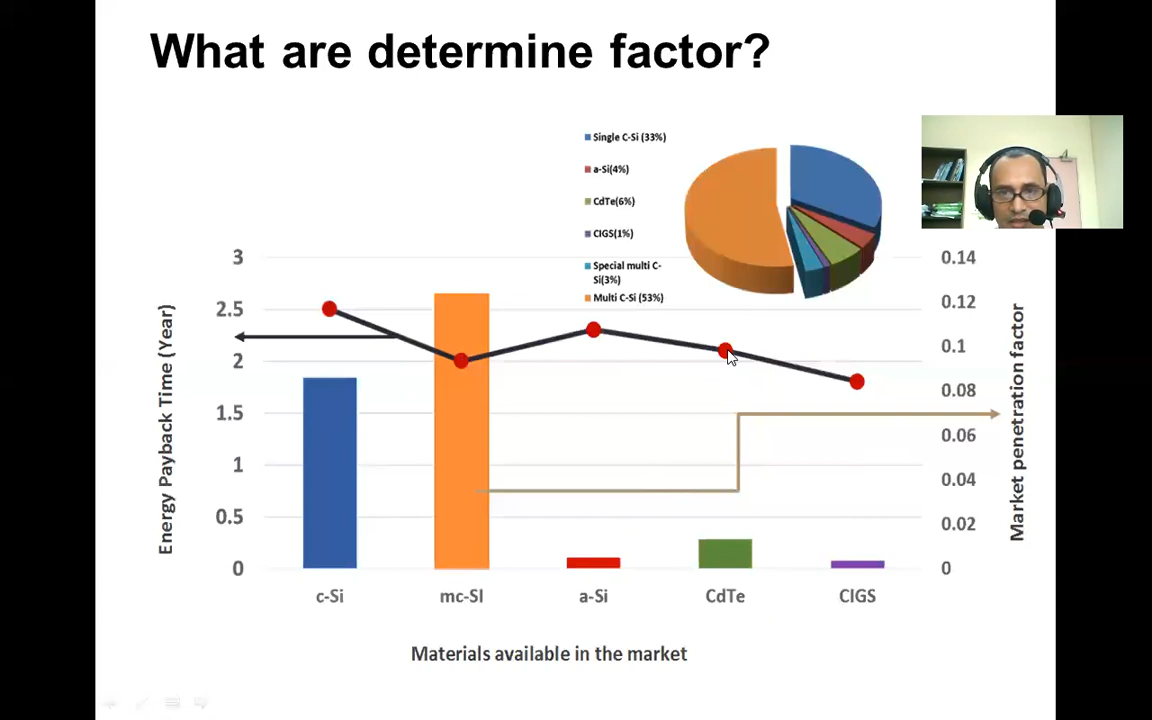 What are determine factor?
Single C-Si (33%)
a-Si(4%)
CdTe(6%)
CIGS(1%)
Special multi C-
Si(3%)
Multi C-Si (53%)
Energy Payback Time (Year)
3
2.5
2
1.5
1
0.5
0
0.14
0.12
0.1
0.08
0.06
0.04
0.02
0
Market penetration factor
c-Si
mc-SI
a-Si
CdTe
CIGS
Materials available in the market